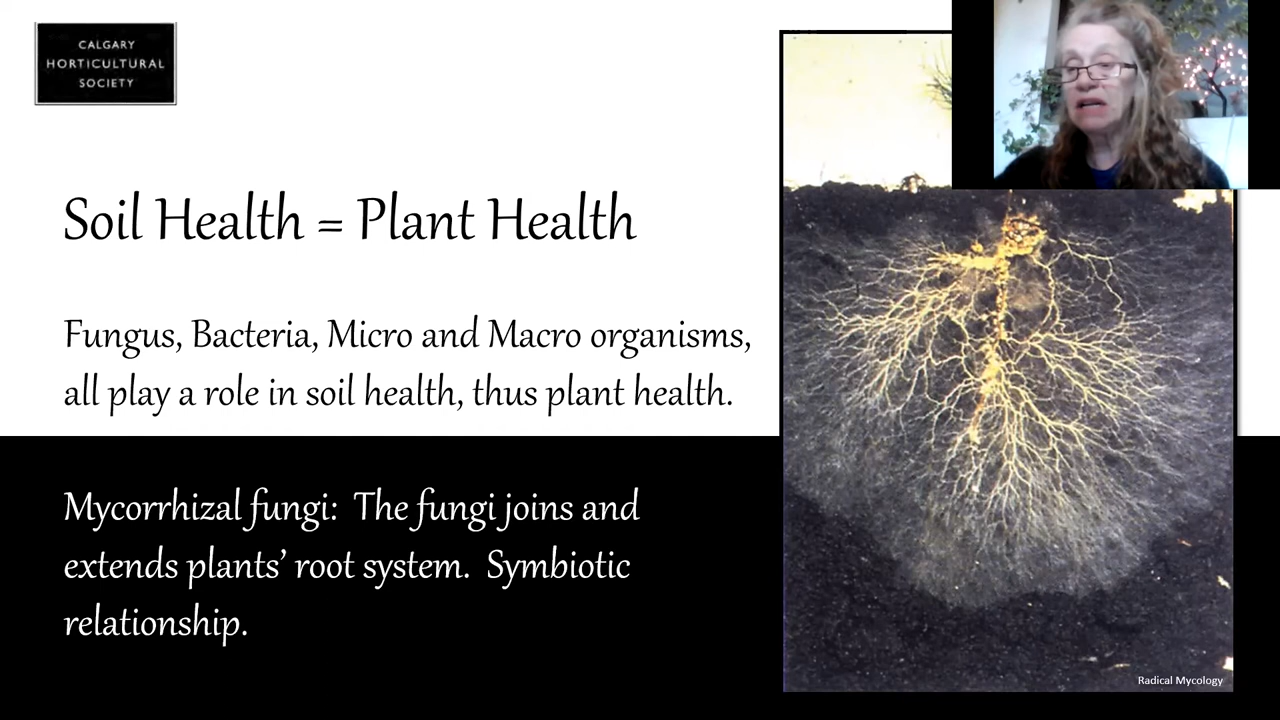 CALGARY
HORTICULTURAL
SOCIETY
Soil Health = Plant Health
Fungus, Bacteria, Micro and Macro organisms,
all play a role in soil health, thus plant health.
Mycorrhizal fungi:  The fungi joins and
extends plants’ root system.  Symbiotic
relationship.
Radical Mycology